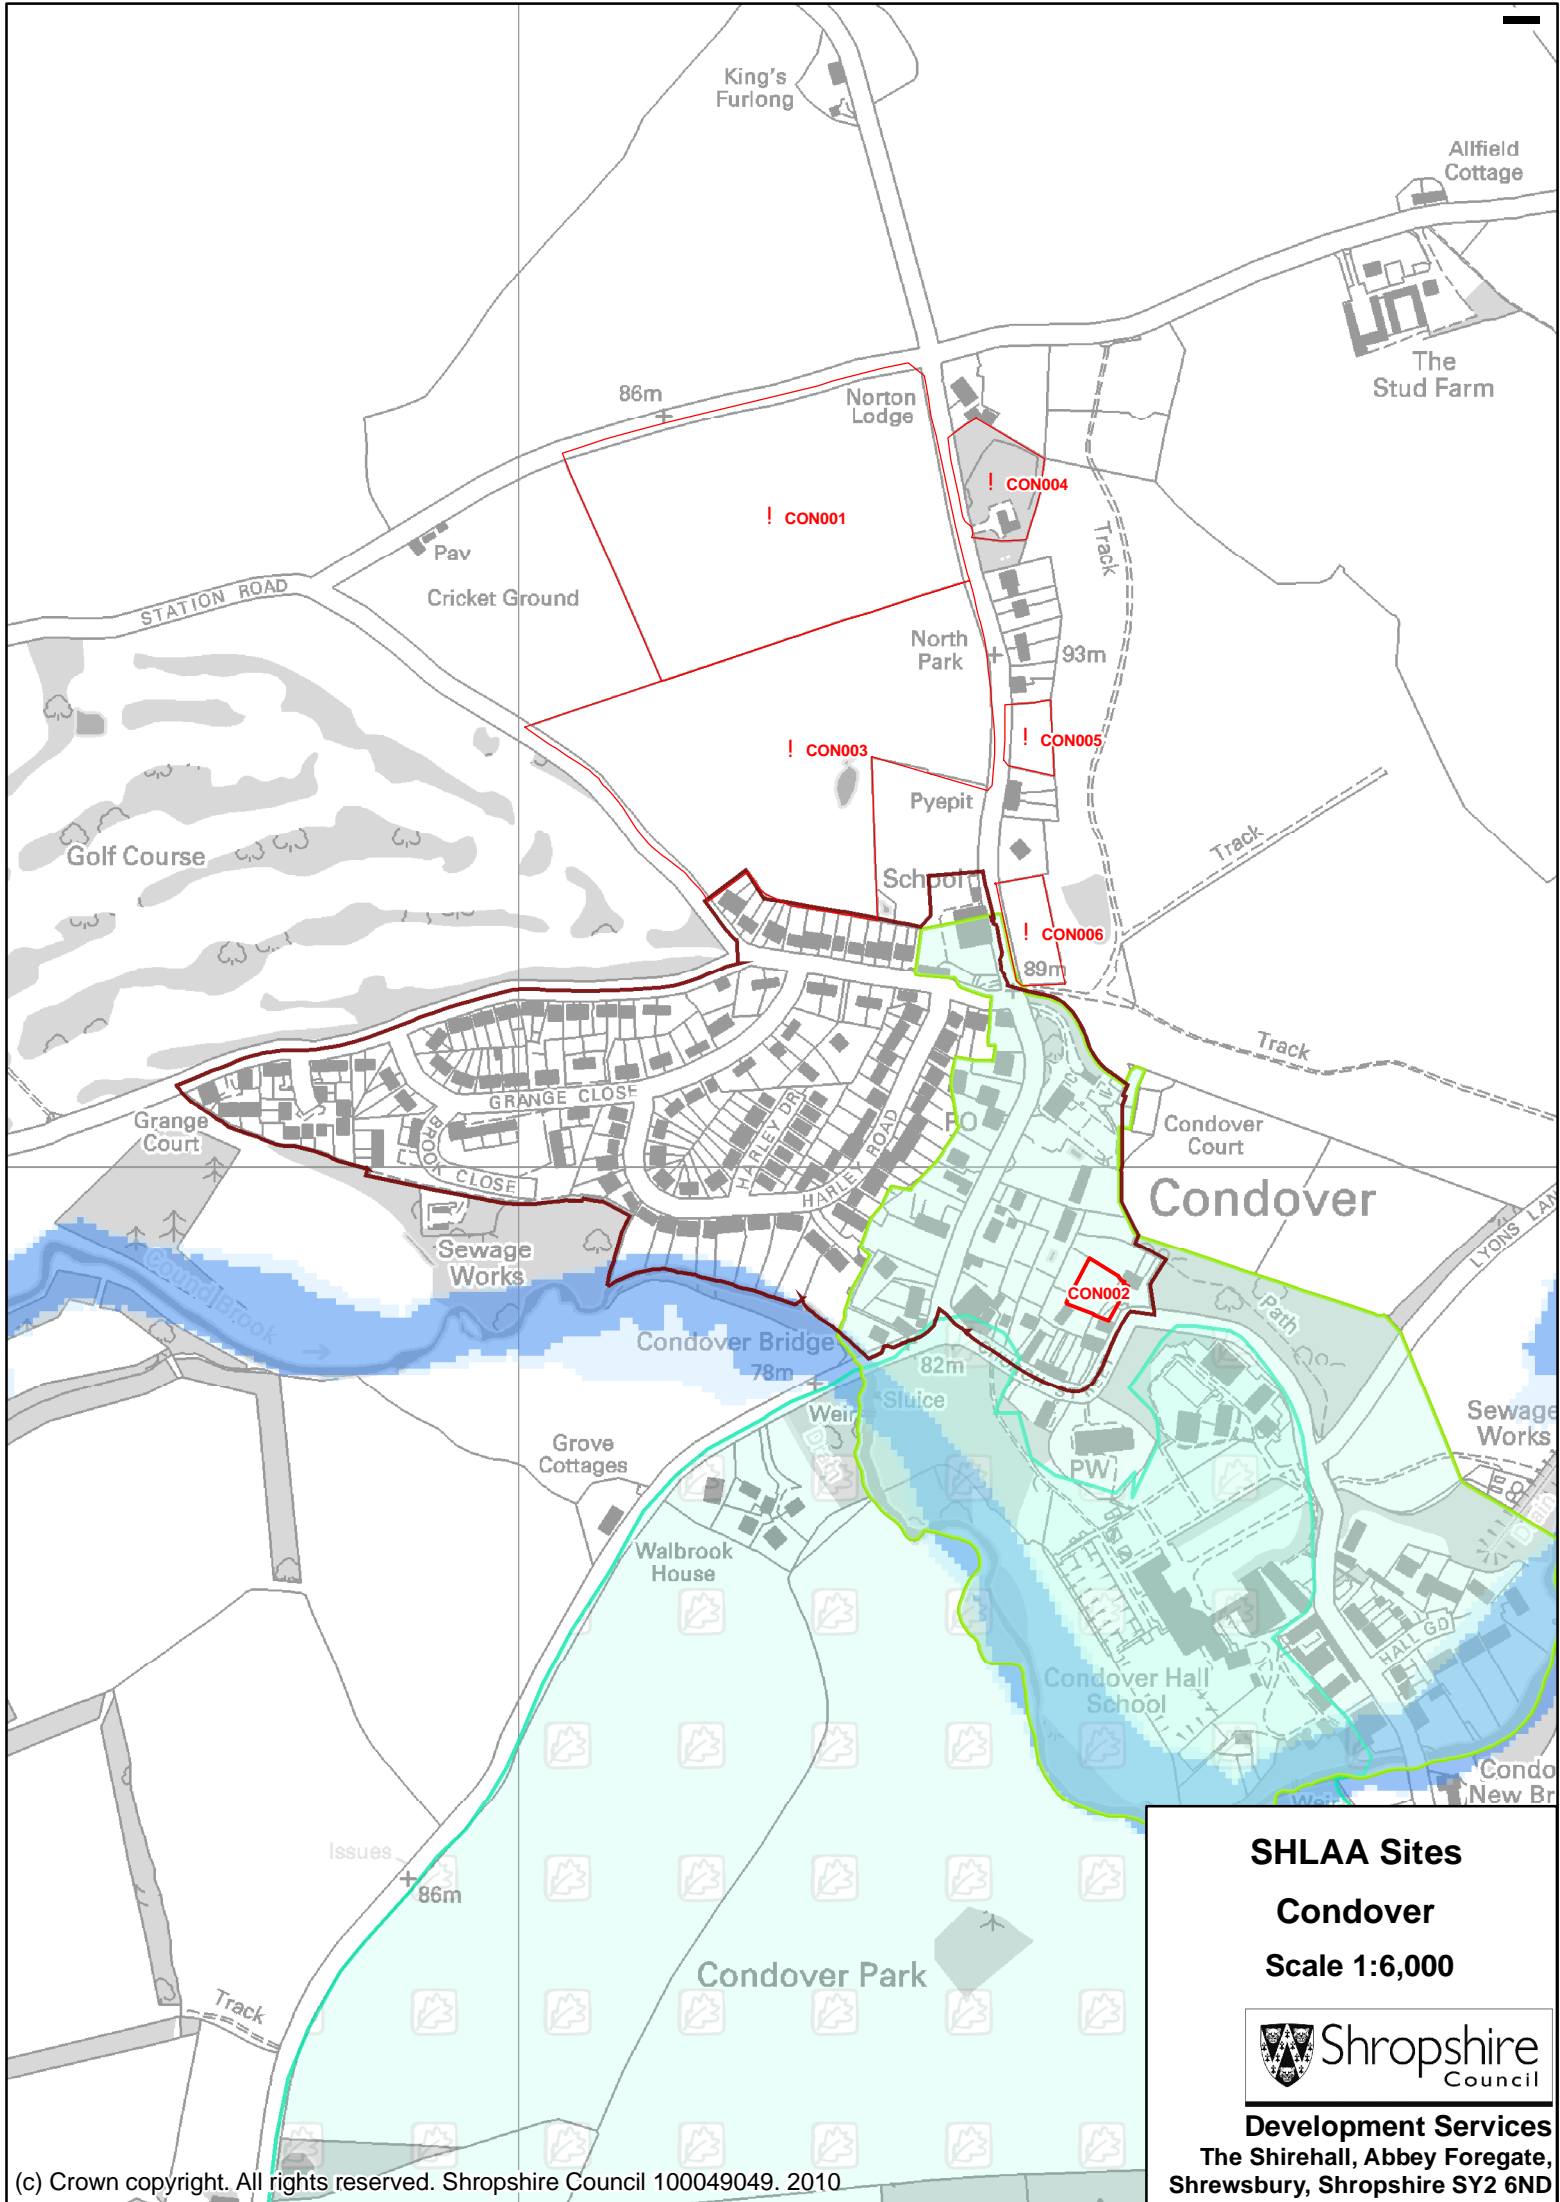 King's
Furlong
Allfield
Cottage
The
Stud Farm
86m
Norton
Lodge
! CON004
! CON001
Track
Pav
Cricket Ground
STATION ROAD
North
Park
93m
! CON005
! CON003
Pyepit
Track
Golf Course
School
! CON006
89m
Track
GRANGE CLOSE
Grange
Court
BROOK
CLOSE
HARLEY DRI
HARLEY ROAD
PO
Condover
Court
Condover
LYONS LAN
Sewage
Works
Cound Brook
CON002
Path
Condover Bridge
78m
82m
Weir
Sluice
Drain
PW
Sewage
Works
Drain
Grove
Cottages
Walbrook
House
HALL GD
Condover Hall
School
Condo
New Br
Weir
Issues
86m
Condover Park
Track
SHLAA Sites
Condover
Scale 1:6,000
Shropshire
Council
Development Services
The Shirehall, Abbey Foregate,
Shrewsbury, Shropshire SY2 6ND
(c) Crown copyright. All rights reserved. Shropshire Council 100049049. 2010